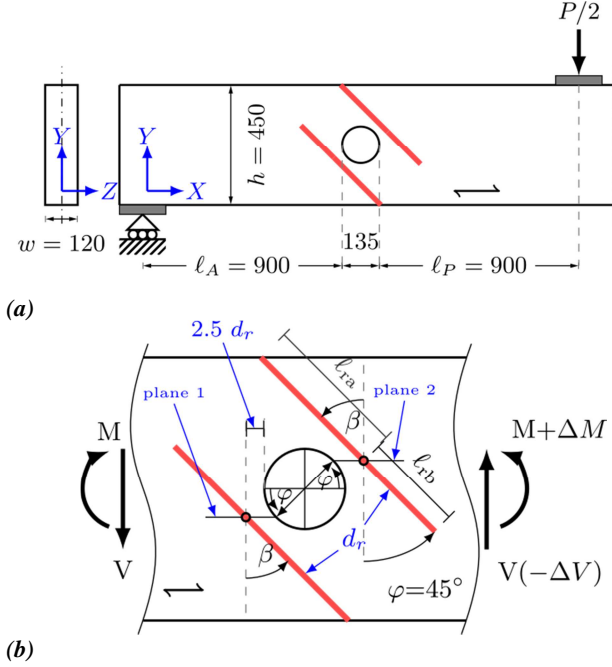 P/2
Y
Y
h = 450
Z
X
w = 120
135
ℓ_A = 900
ℓ_P = 900
(a)
2.5 d_r
ℓ_ra
plane 1
β
plane 2
M
M+ΔM
ℓ_rb
φ
φ
V
β
d_r
V(−ΔV)
φ=45°
(b)